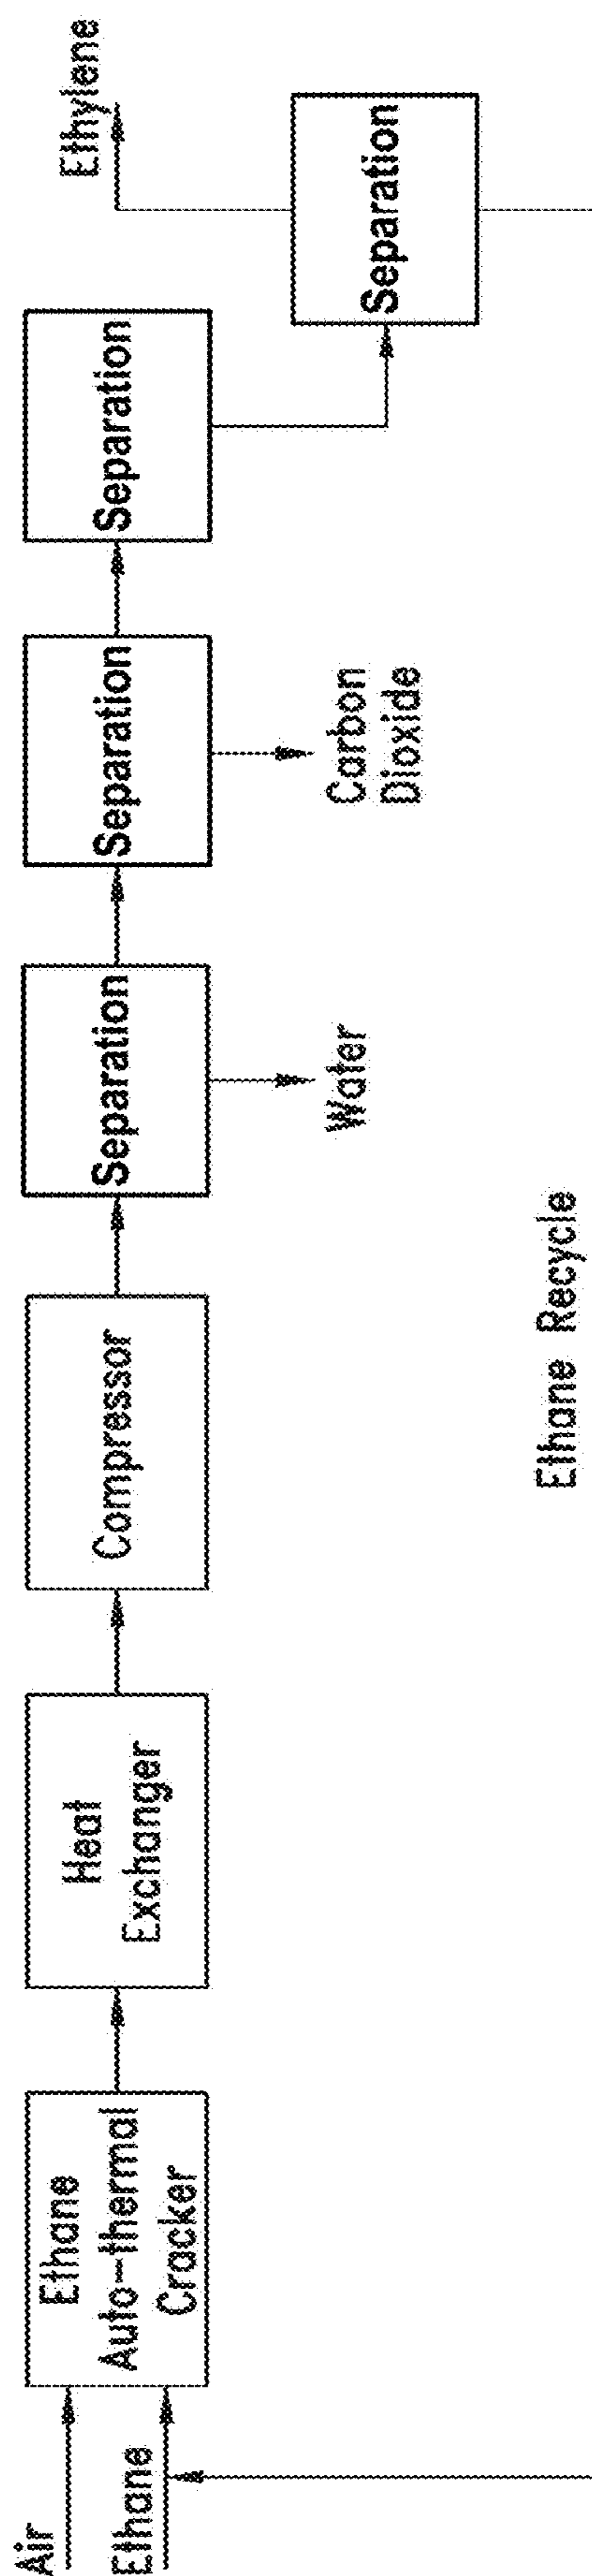 Air
Ethane
Ethane
Auto-thermal
Cracker
Heat
Exchanger
Compressor
Separation
Water
Separation
Carbon
Dioxide
Separation
Separation
Ethylene
Ethane Recycle